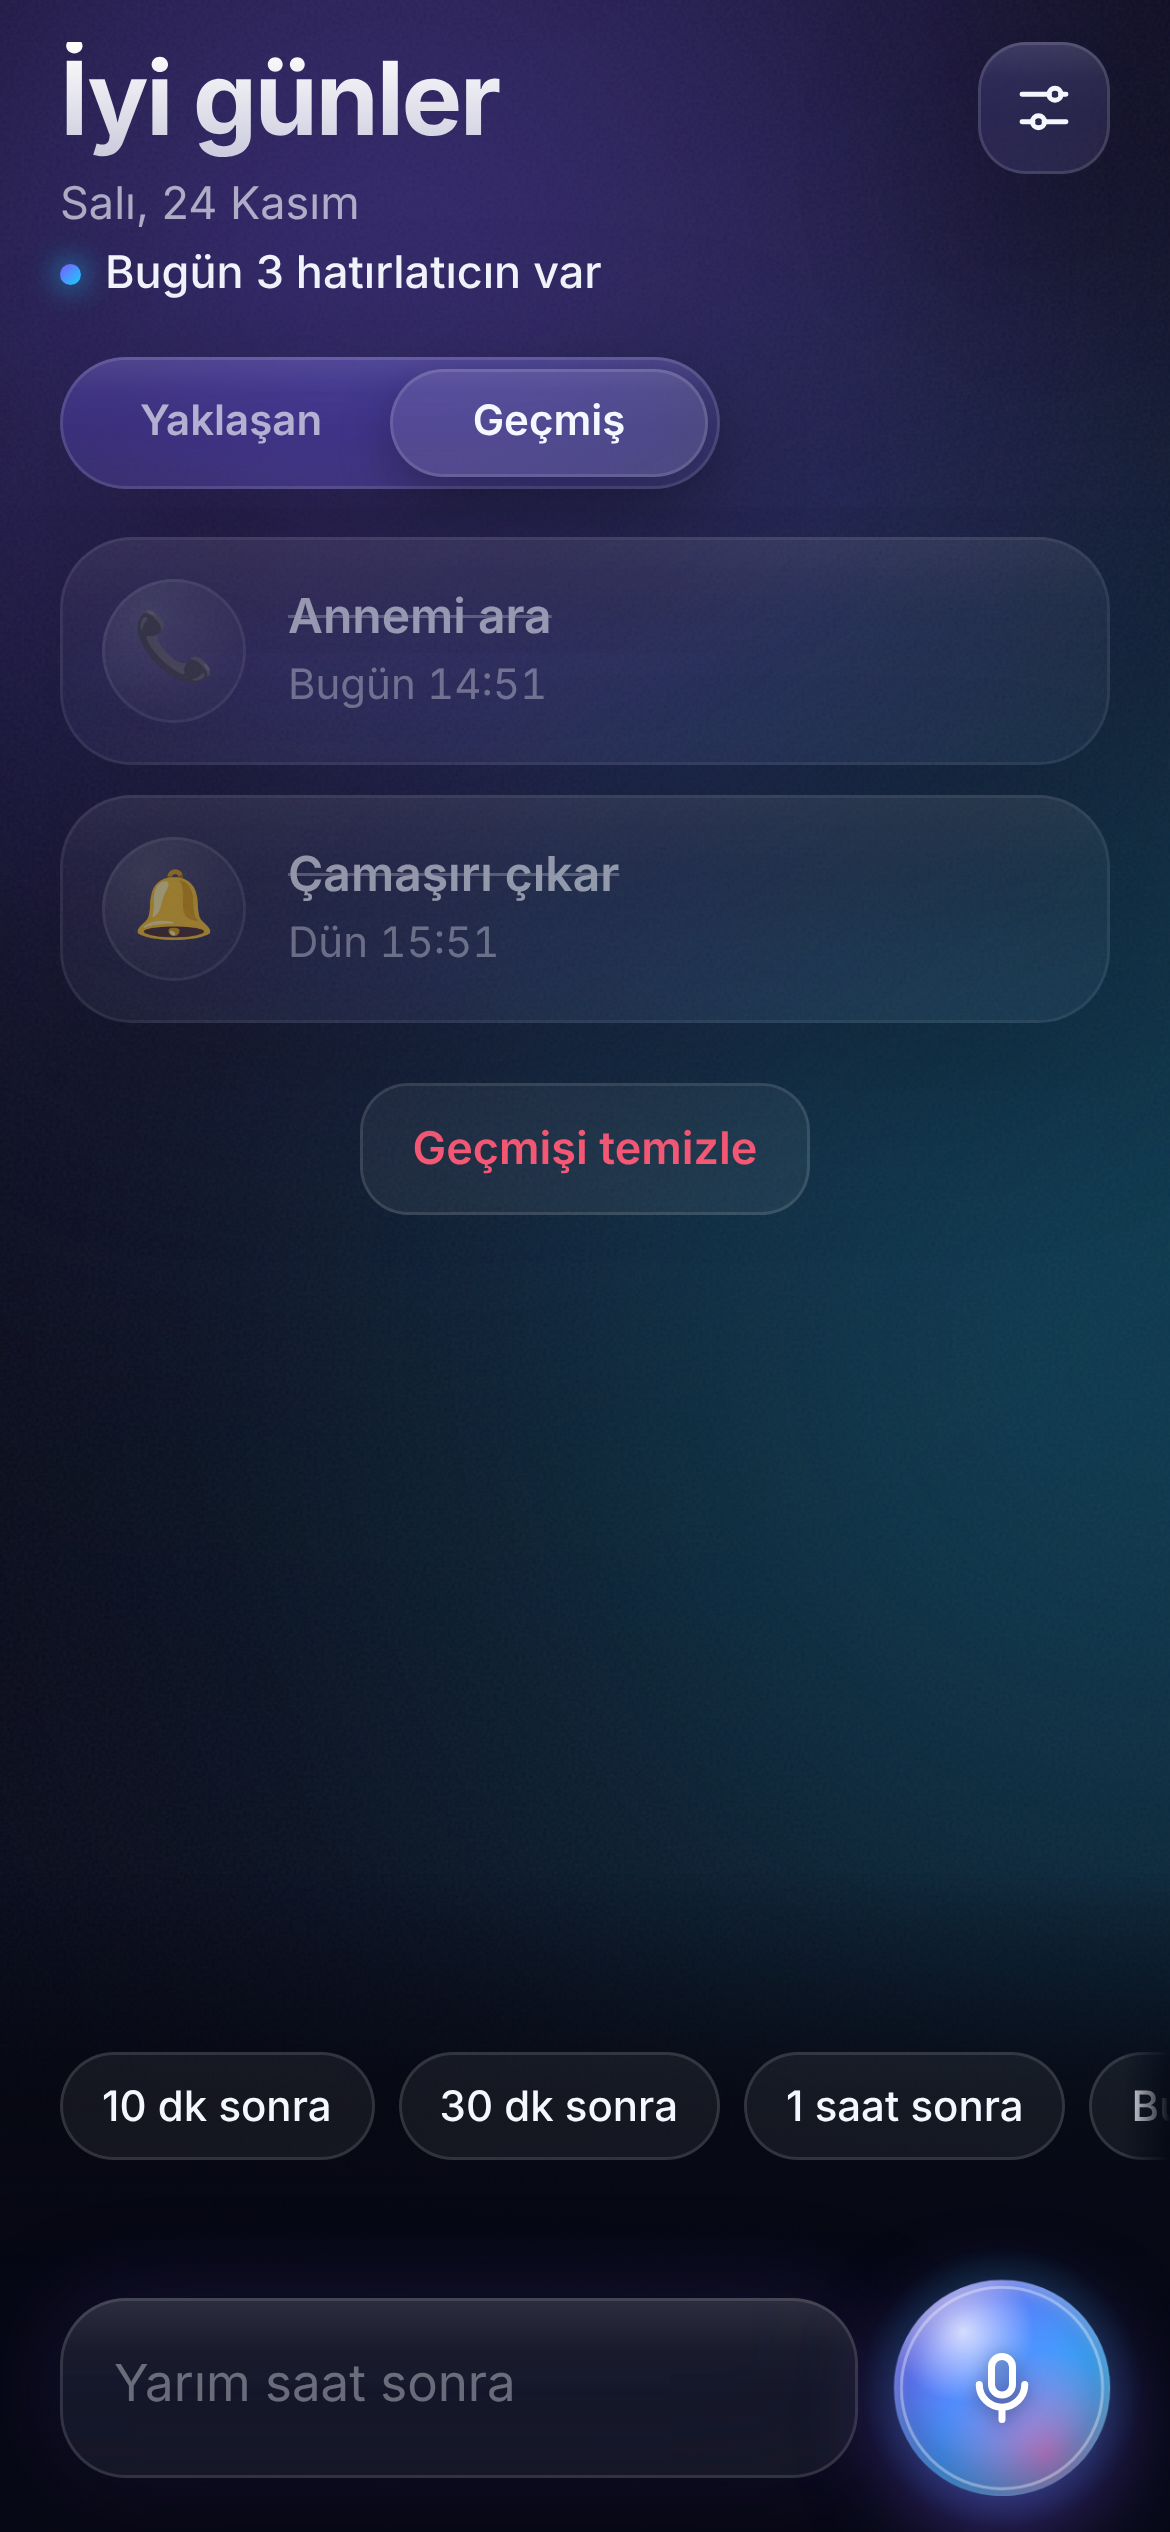 İyi günler
Salı, 24 Kasım
Bugün 3 hatırlatıcın var
Yaklaşan
Geçmiş
Annemi ara
Bugün 14:51
Çamaşırı çıkar
Dün 15:51
Geçmişi temizle
10 dk sonra
30 dk sonra
1 saat sonra
Yarım saat sonra